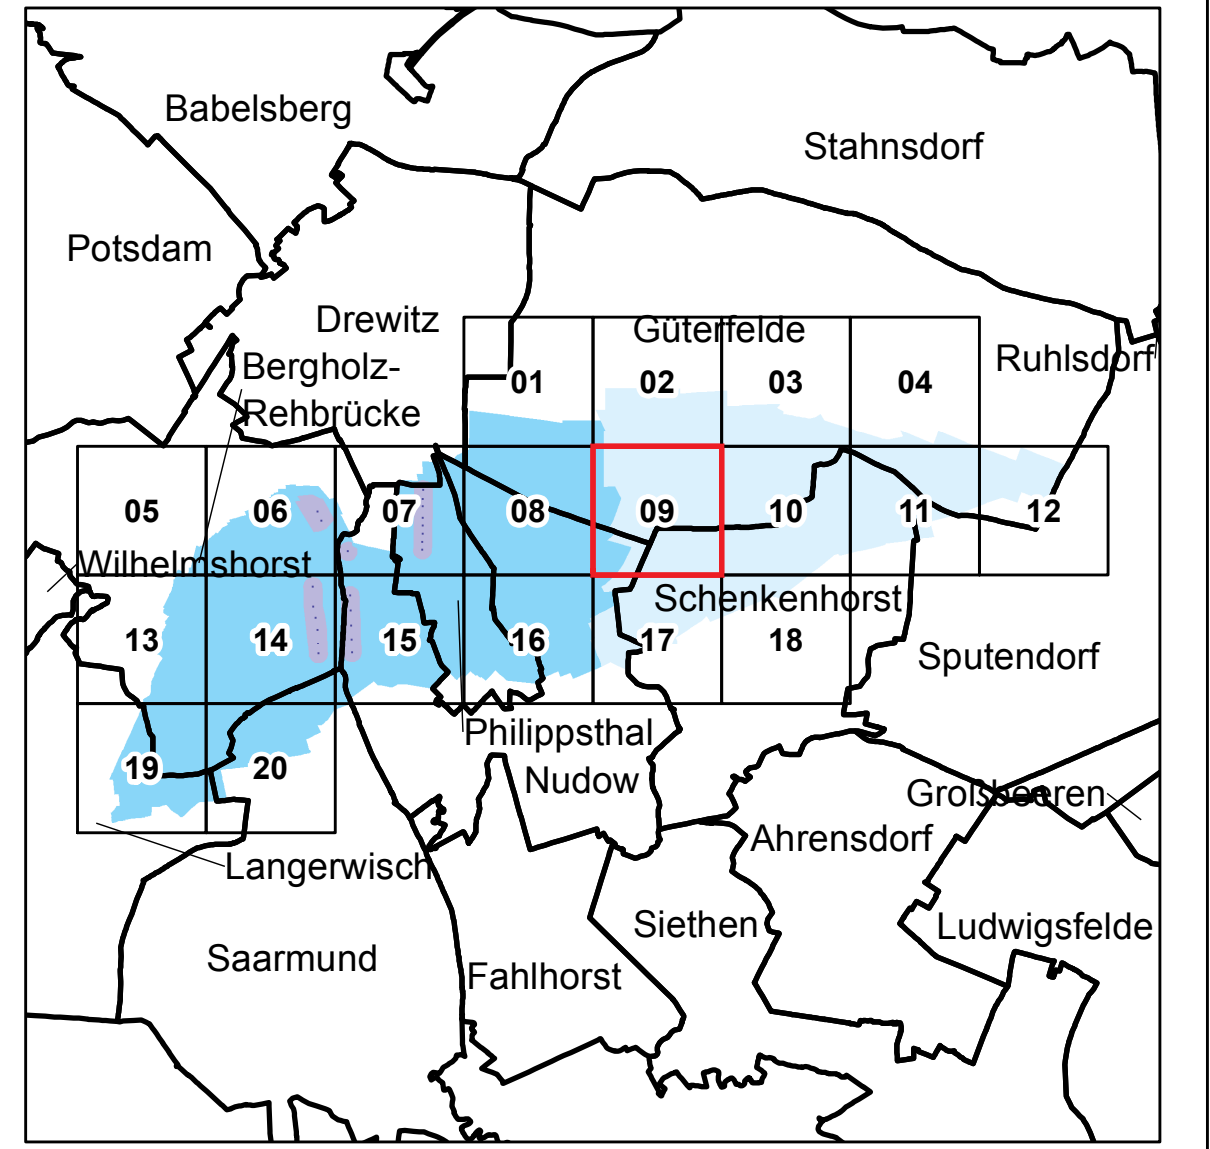 Babelsberg
Stahnsdorf
Potsdam
Drewitz
Güterfelde
Ruhlsdorf
Bergholz-
Rehbrücke
01
02
03
04
05
06
07
08
09
10
11
12
Wilhelmshorst
Schenkenhorst
13
14
15
16
17
18
Sputendorf
Philippsthal
19
20
Nudow
Großbeeren
Ahrensdorf
Langerwisch
Siethen
Ludwigsfelde
Saarmund
Fahlhorst